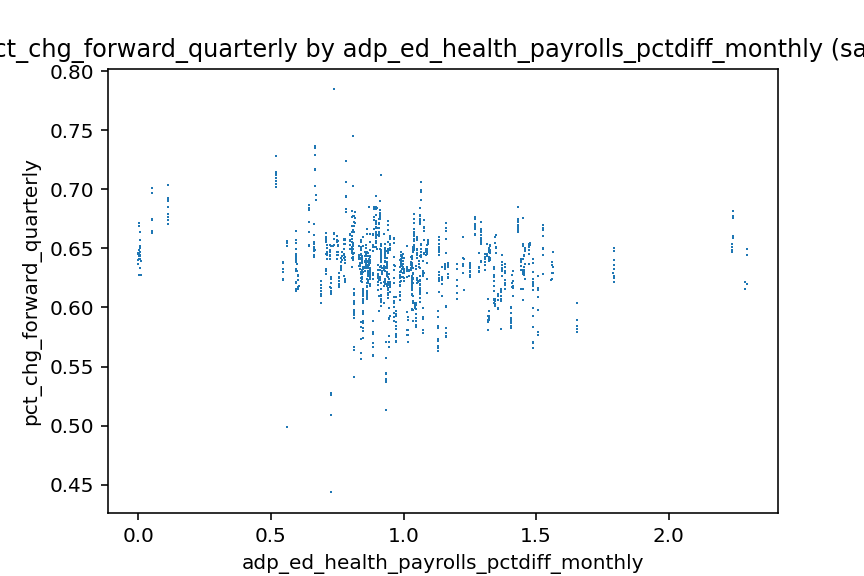 ct_chg_forward_quarterly by adp_ed_health_payrolls_pctdiff_monthly (sa
0.80
0.75
0.70
0.65
0.60
0.55
0.50
0.45
pct_chg_forward_quarterly
0.0 0.5 1.0 1.5 2.0
adp_ed_health_payrolls_pctdiff_monthly